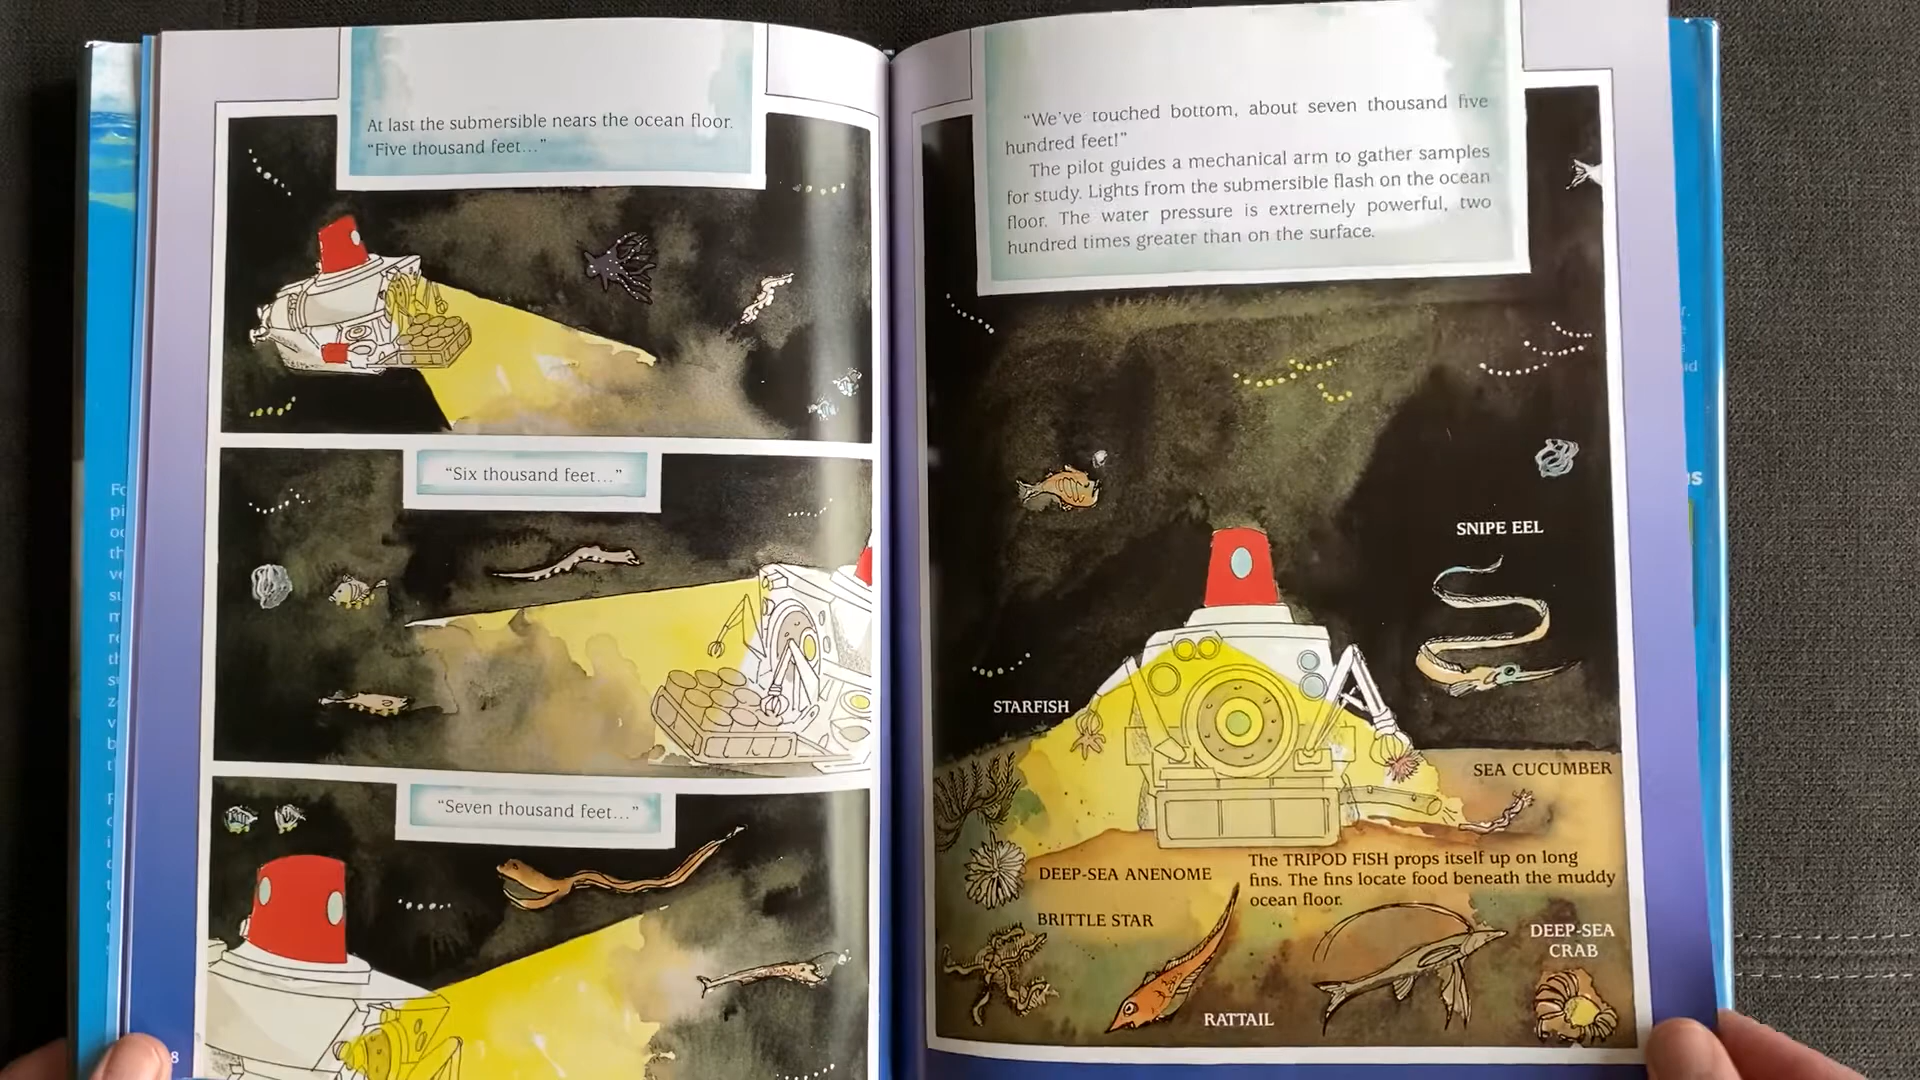 At last the submersible nears the ocean floor.
“Five thousand feet…”
“Six thousand feet…”
“Seven thousand feet…”
8
“We’ve touched bottom, about seven thousand five
hundred feet!”
The pilot guides a mechanical arm to gather samples
for study. Lights from the submersible flash on the ocean
floor. The water pressure is extremely powerful, two
hundred times greater than on the surface.
SNIPE EEL
STARFISH
SEA CUCUMBER
The TRIPOD FISH props itself up on long
fins. The fins locate food beneath the muddy
ocean floor.
DEEP-SEA ANENOME
BRITTLE STAR
DEEP-SEA
CRAB
RATTAIL